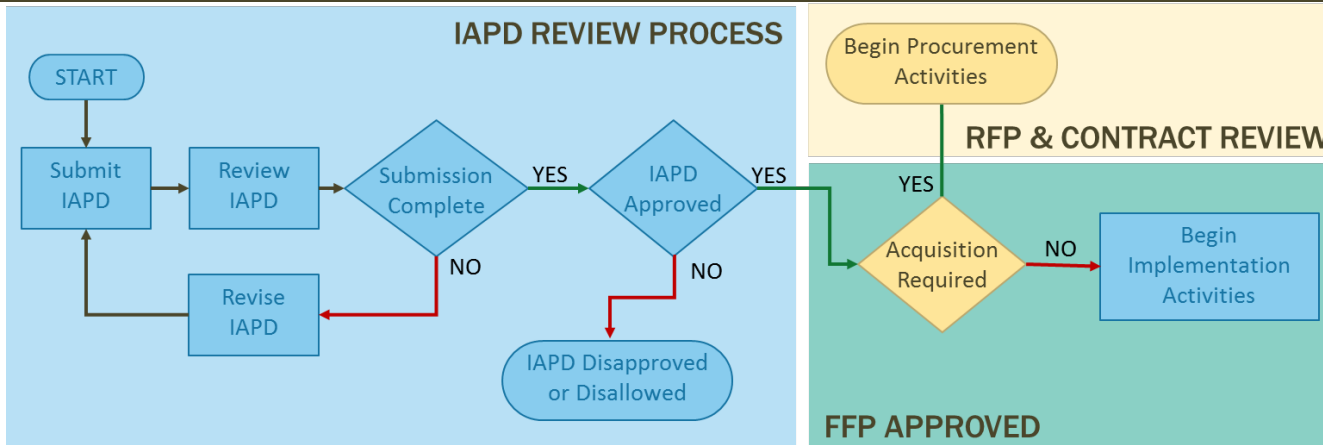 IAPD REVIEW PROCESS
START
Submit
IAPD
Review
IAPD
Submission
Complete
YES
IAPD
Approved
YES
NO
NO
Revise
IAPD
IAPD Disapproved
or Disallowed
Begin Procurement
Activities
RFP & CONTRACT REVIEW
YES
Acquisition
Required
NO
Begin
Implementation
Activities
FFP APPROVED